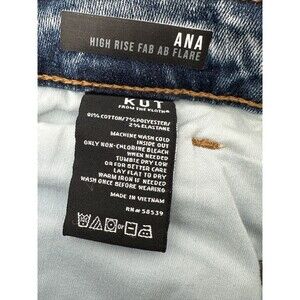 ANA
HIGH RISE FAB AB FLARE
KUT
FROM THE KLOTH®
91% COTTON/7% POLYESTER/
2% ELASTANE
MACHINE WASH COLD
INSIDE OUT
ONLY NON-CHLORINE BLEACH
WHEN NEEDED
TUMBLE DRY LOW
OR FOR BETTER CARE
LAY FLAT TO DRY
WARM IRON IF NEEDED
WASH ONCE BEFORE WEARING
MADE IN VIETNAM
RN# 58539